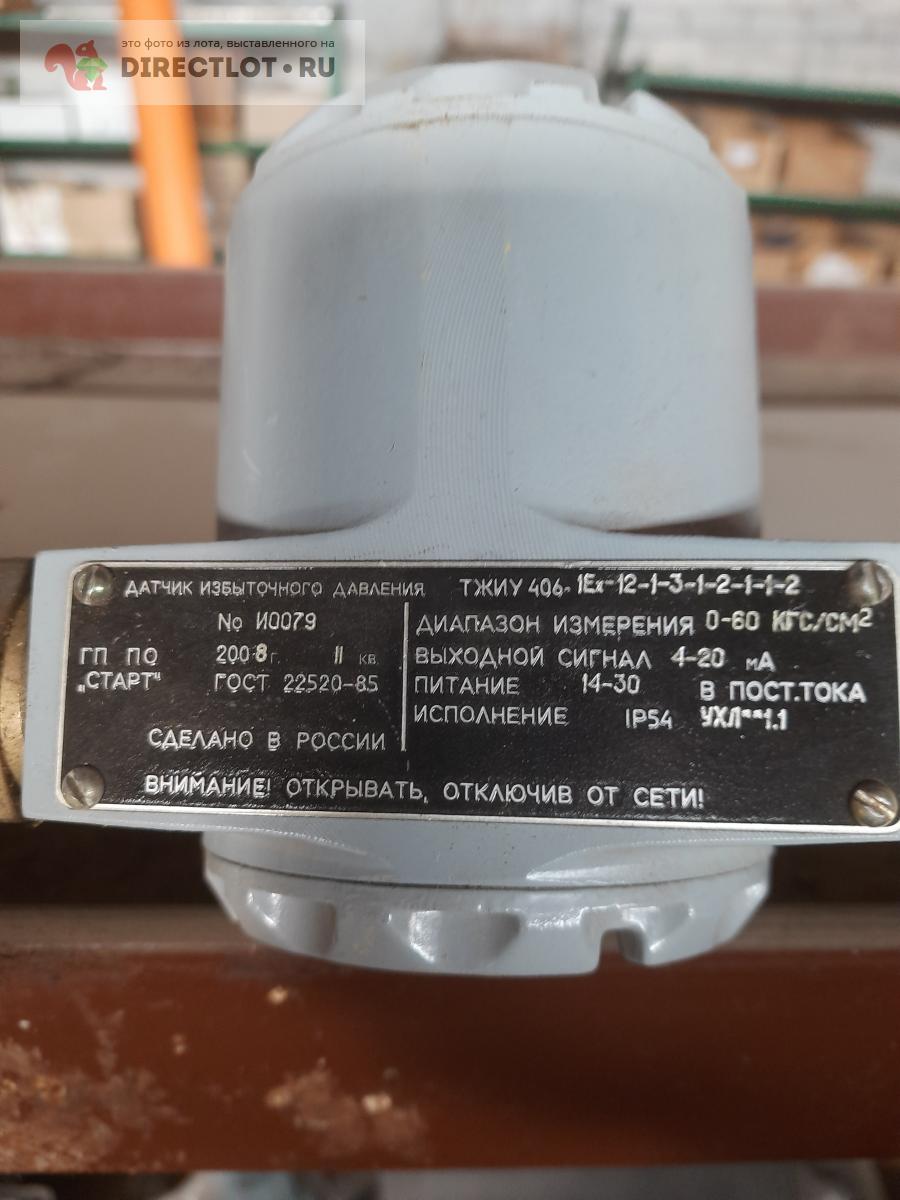 это фото из лота, выставленного на
DIRECTLOT.RU
ДАТЧИК ИЗБЫТОЧНОГО ДАВЛЕНИЯ ТЖИУ 406-1Ex-12-1-3-1-2-1-1-2
№ И0079
ГП ПО
„СТАРТ"
2008 г. II кв.
ГОСТ 22520-85
СДЕЛАНО В РОССИИ
ДИАПАЗОН ИЗМЕРЕНИЯ 0-60 КГС/СМ2
ВЫХОДНОЙ СИГНАЛ 4-20 мА
ПИТАНИЕ 14-30 В ПОСТ.ТОКА
ИСПОЛНЕНИЕ IP54 УХЛ**1.1
ВНИМАНИЕ! ОТКРЫВАТЬ, ОТКЛЮЧИВ ОТ СЕТИ!